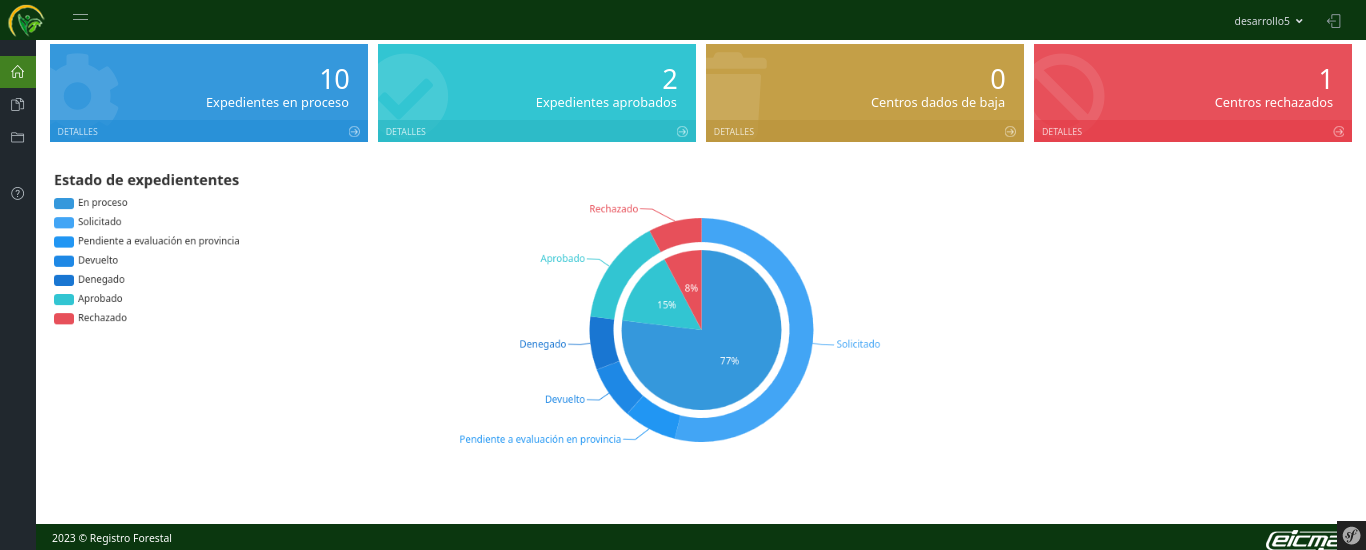 desarrollo5
10
Expedientes en proceso
DETALLES
2
Expedientes aprobados
DETALLES
0
Centros dados de baja
DETALLES
1
Centros rechazados
DETALLES
Estado de expediententes
En proceso
Solicitado
Pendiente a evaluación en provincia
Devuelto
Denegado
Aprobado
Rechazado
Rechazado
Aprobado
8%
15%
Denegado
Solicitado
77%
Devuelto
Pendiente a evaluación en provincia
2023 © Registro Forestal
eicma
sf